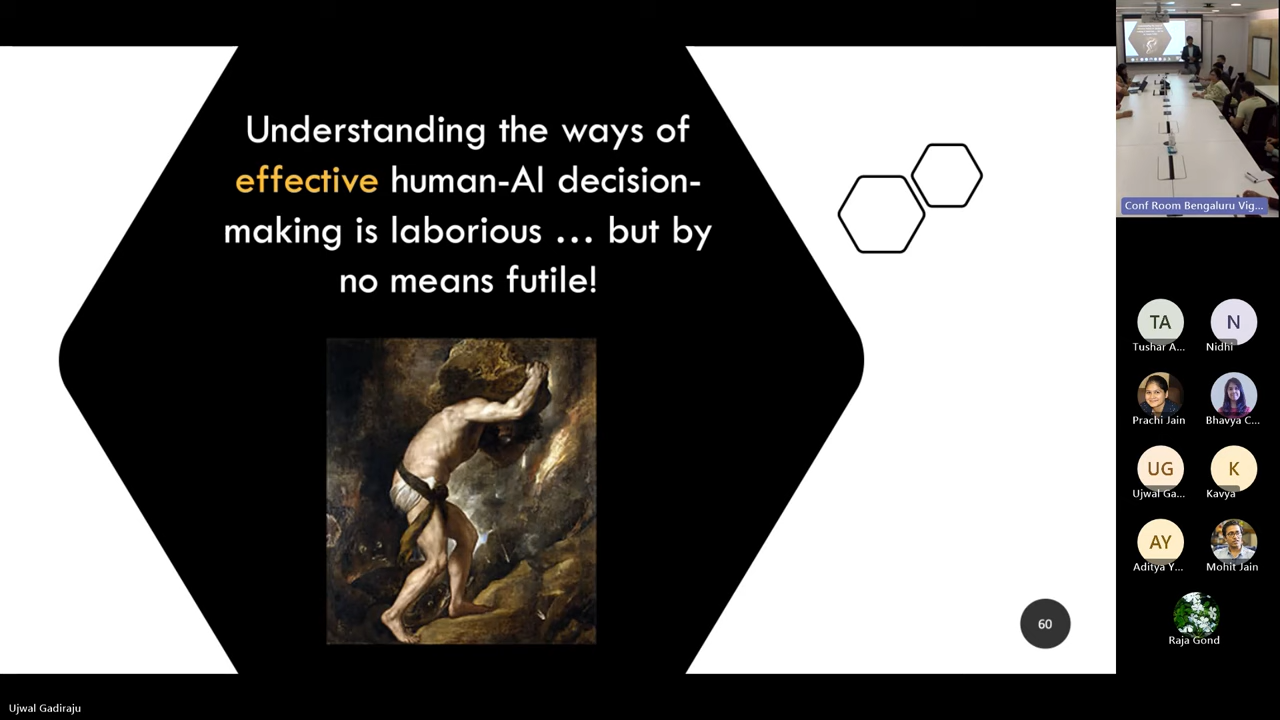 Understanding the ways of
effective human-AI decision-
making is laborious … but by
no means futile!
60
Conf Room Bengaluru Vig...
TA
Tushar A...
N
Nidhi
Prachi Jain
Bhavya C...
UG
Ujwal Ga...
K
Kavya
AY
Aditya Y...
Mohit Jain
Raja Gond
Ujwal Gadiraju